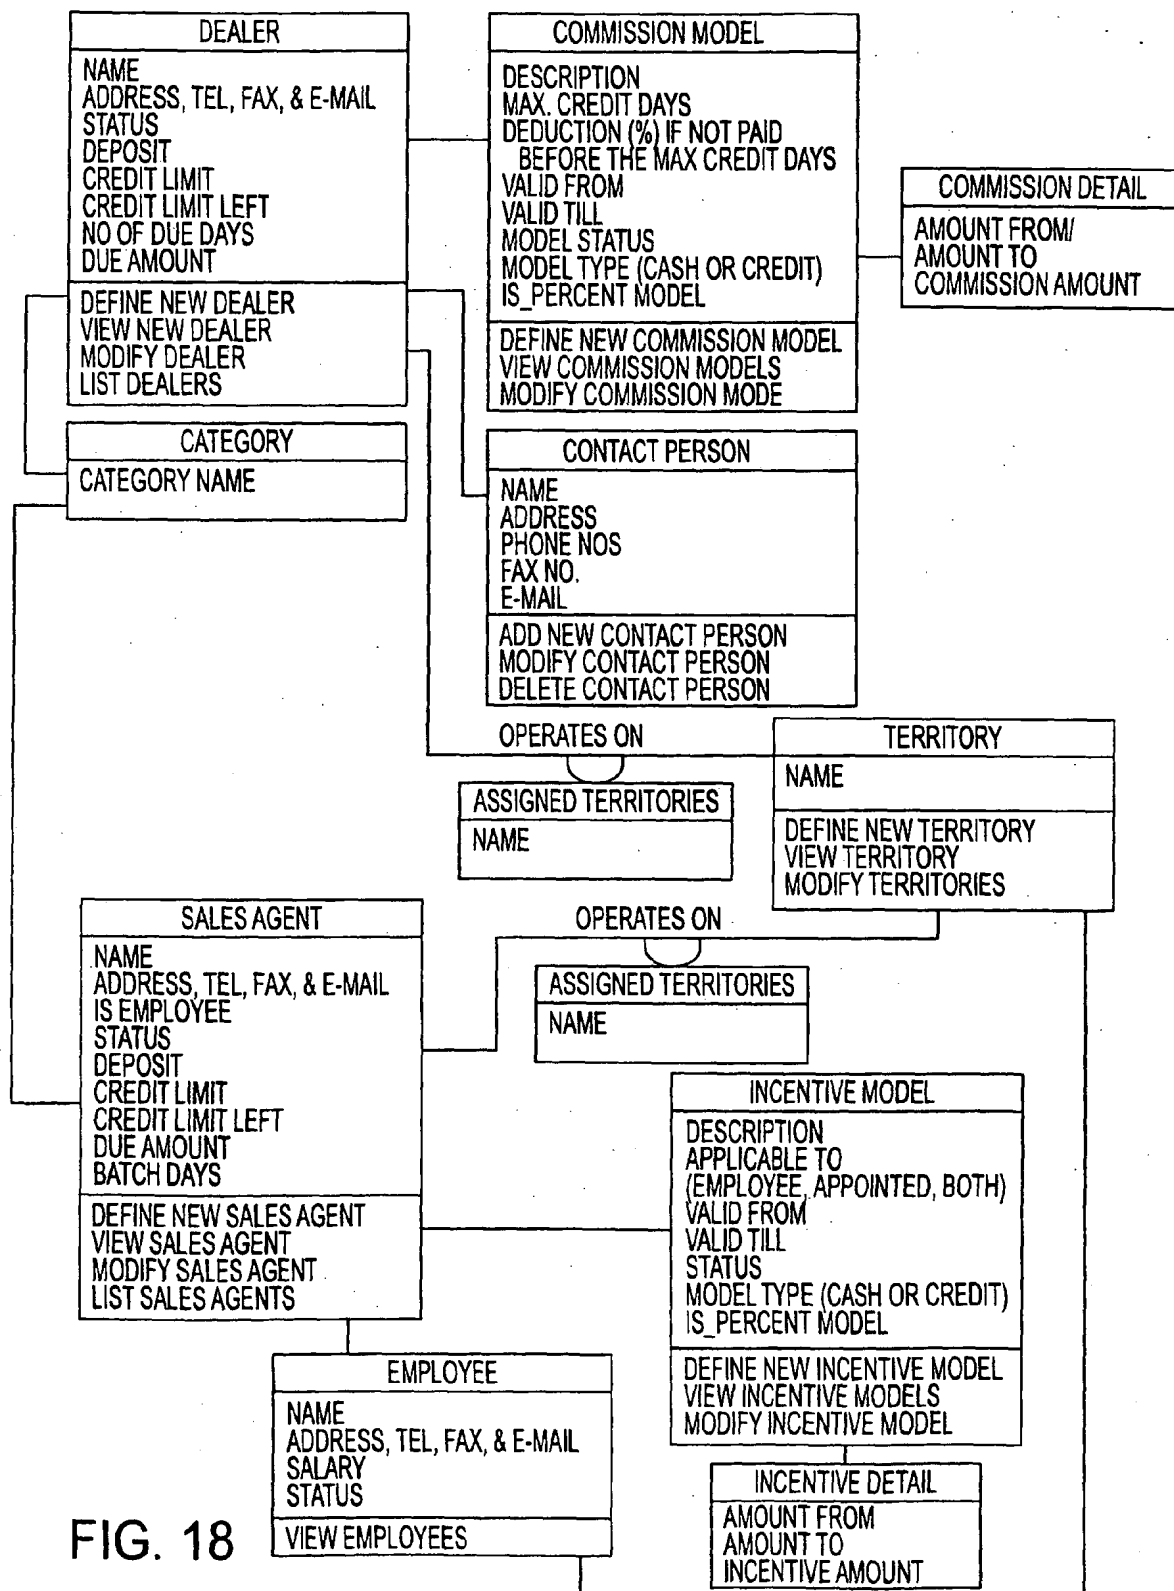 DEALER
NAME
ADDRESS, TEL, FAX, & E-MAIL
STATUS
DEPOSIT
CREDIT LIMIT
CREDIT LIMIT LEFT
NO OF DUE DAYS
DUE AMOUNT
DEFINE NEW DEALER
VIEW NEW DEALER
MODIFY DEALER
LIST DEALERS
COMMISSION MODEL
DESCRIPTION
MAX. CREDIT DAYS
DEDUCTION (%) IF NOT PAID
BEFORE THE MAX CREDIT DAYS
VALID FROM
VALID TILL
MODEL STATUS
MODEL TYPE (CASH OR CREDIT)
IS_PERCENT MODEL
DEFINE NEW COMMISSION MODEL
VIEW COMMISSION MODELS
MODIFY COMMISSION MODE
COMMISSION DETAIL
AMOUNT FROM/
AMOUNT TO
COMMISSION AMOUNT
CATEGORY
CATEGORY NAME
CONTACT PERSON
NAME
ADDRESS
PHONE NOS
FAX NO.
E-MAIL
ADD NEW CONTACT PERSON
MODIFY CONTACT PERSON
DELETE CONTACT PERSON
OPERATES ON
ASSIGNED TERRITORIES
NAME
TERRITORY
NAME
DEFINE NEW TERRITORY
VIEW TERRITORY
MODIFY TERRITORIES
SALES AGENT
NAME
ADDRESS, TEL, FAX, & E-MAIL
IS EMPLOYEE
STATUS
DEPOSIT
CREDIT LIMIT
CREDIT LIMIT LEFT
DUE AMOUNT
BATCH DAYS
DEFINE NEW SALES AGENT
VIEW SALES AGENT
MODIFY SALES AGENT
LIST SALES AGENTS
OPERATES ON
ASSIGNED TERRITORIES
NAME
INCENTIVE MODEL
DESCRIPTION
APPLICABLE TO
(EMPLOYEE, APPOINTED, BOTH)
VALID FROM
VALID TILL
STATUS
MODEL TYPE (CASH OR CREDIT)
IS_PERCENT MODEL
DEFINE NEW INCENTIVE MODEL
VIEW INCENTIVE MODELS
MODIFY INCENTIVE MODEL
EMPLOYEE
NAME
ADDRESS, TEL, FAX, & E-MAIL
SALARY
STATUS
VIEW EMPLOYEES
INCENTIVE DETAIL
AMOUNT FROM
AMOUNT TO
INCENTIVE AMOUNT
FIG. 18